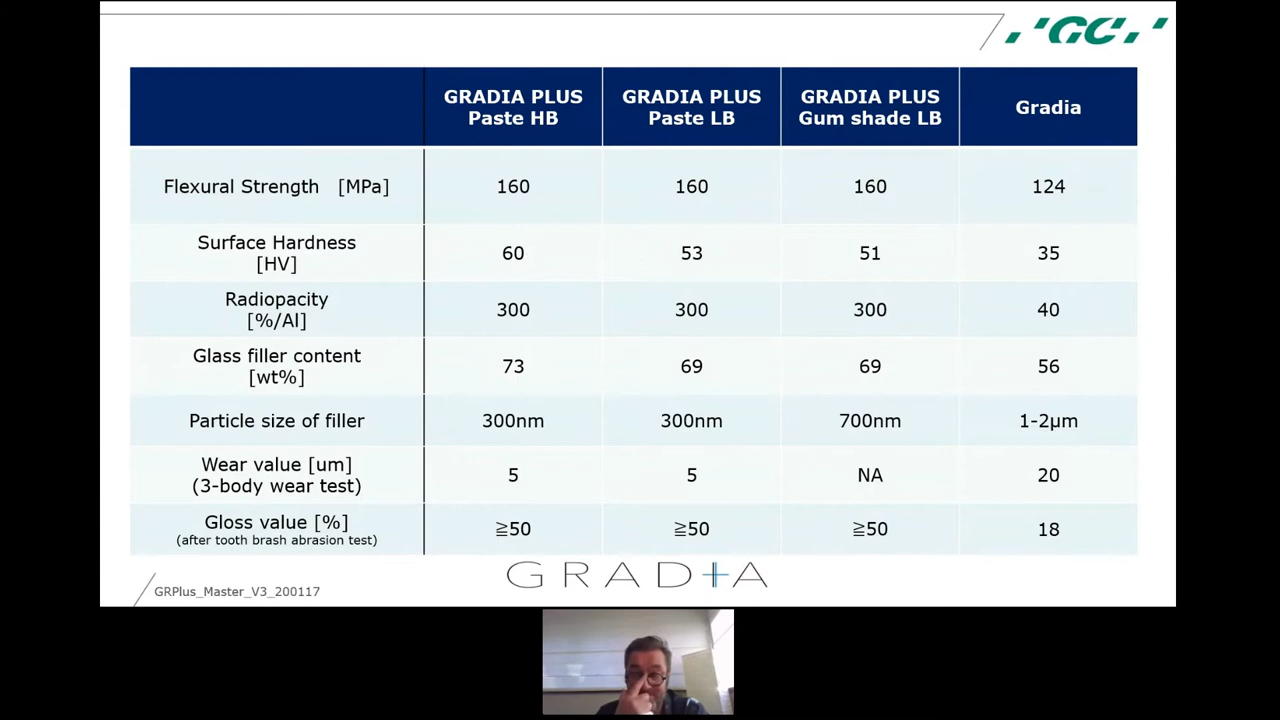 GC
GRADIA PLUS Paste HB
GRADIA PLUS Paste LB
GRADIA PLUS Gum shade LB
Gradia
Flexural Strength [MPa] 160 160 160 124
Surface Hardness [HV] 60 53 51 35
Radiopacity [%/Al] 300 300 300 40
Glass filler content [wt%] 73 69 69 56
Particle size of filler 300nm 300nm 700nm 1-2µm
Wear value [um] (3-body wear test) 5 5 NA 20
Gloss value [%] (after tooth brash abrasion test) ≧50 ≧50 ≧50 18
GRADIA
GRPlus_Master_V3_200117